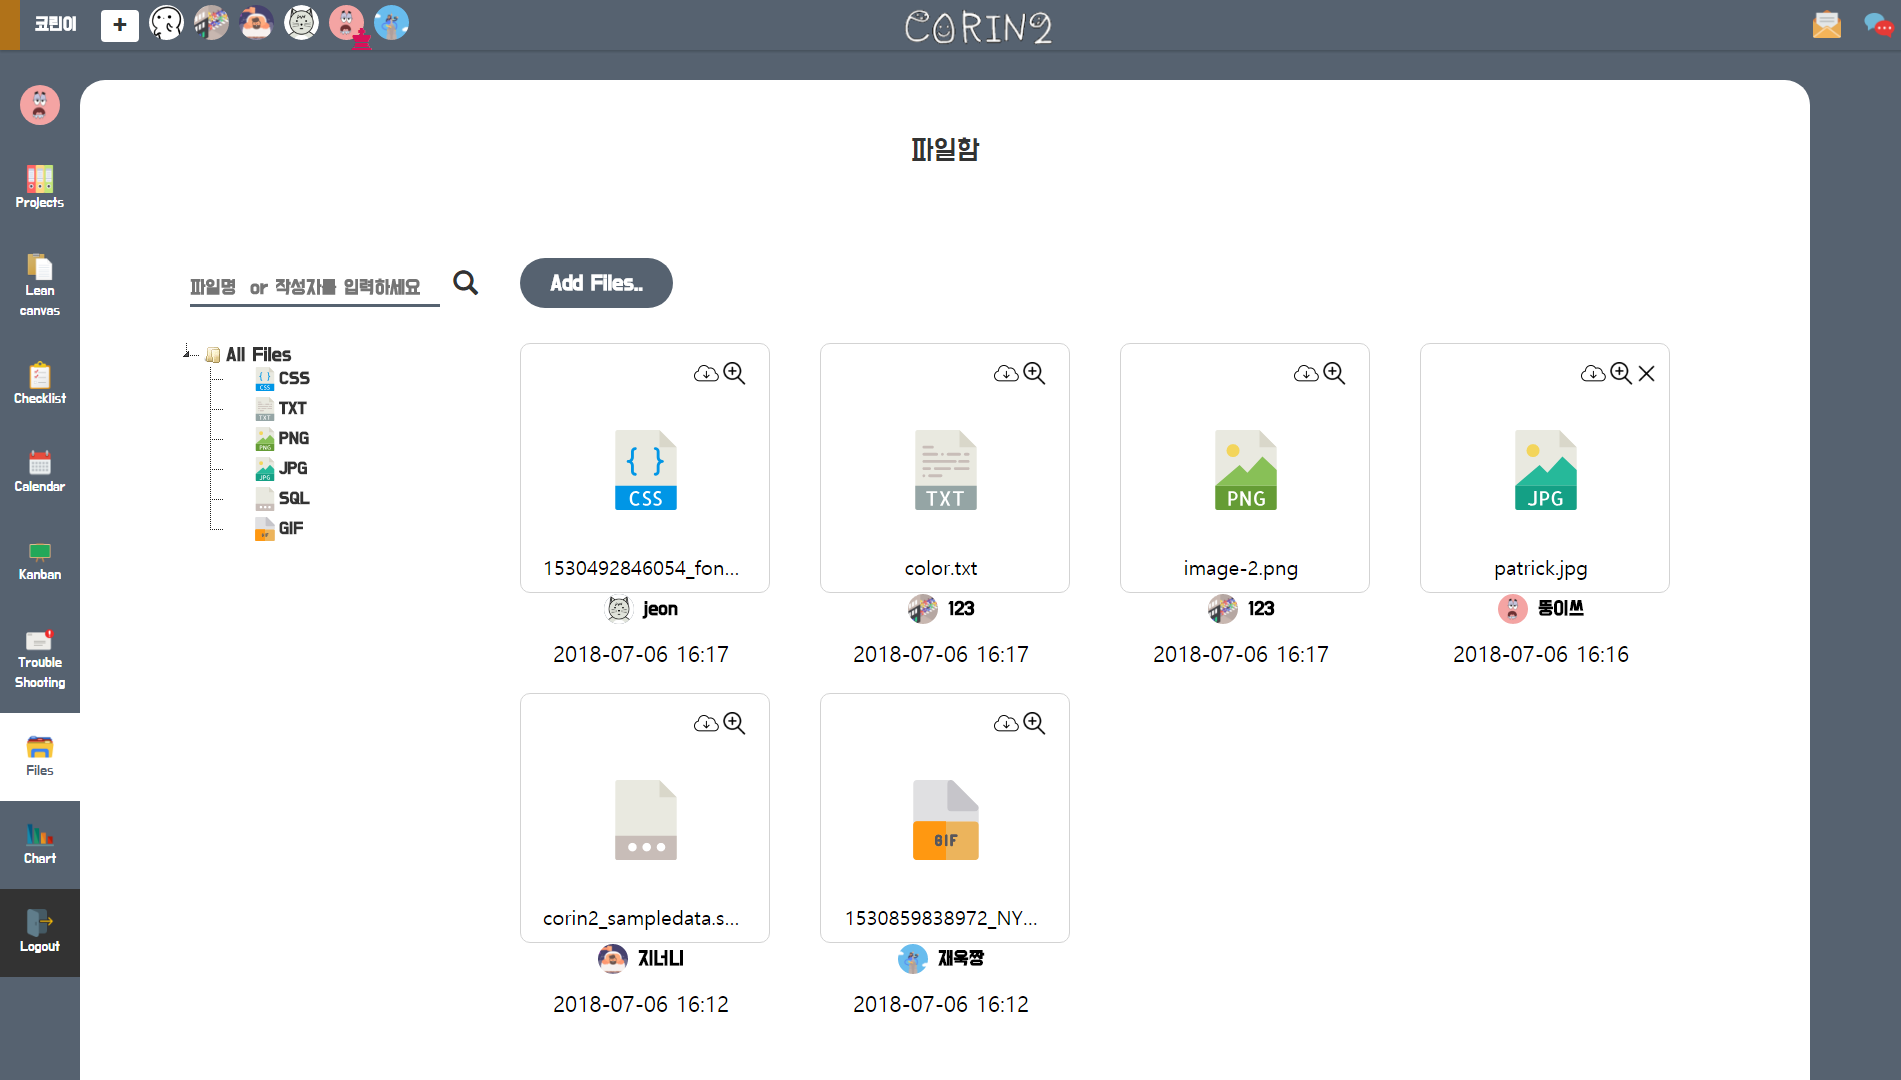 코린이
+
CORIN2
Projects
Lean
canvas
Checklist
Calendar
Kanban
Trouble
Shooting
Files
Chart
Logout
파일함
파일명 or 작성자를 입력하세요
Add Files..
All Files
CSS
TXT
PNG
JPG
SQL
GIF
CSS
1530492846054_fon...
jeon
2018-07-06 16:17
TXT
color.txt
123
2018-07-06 16:17
PNG
image-2.png
123
2018-07-06 16:17
JPG
patrick.jpg
뚱이쓰
2018-07-06 16:16
corin2_sampledata.s...
지너니
2018-07-06 16:12
GIF
1530859838972_NY...
재욱짱
2018-07-06 16:12